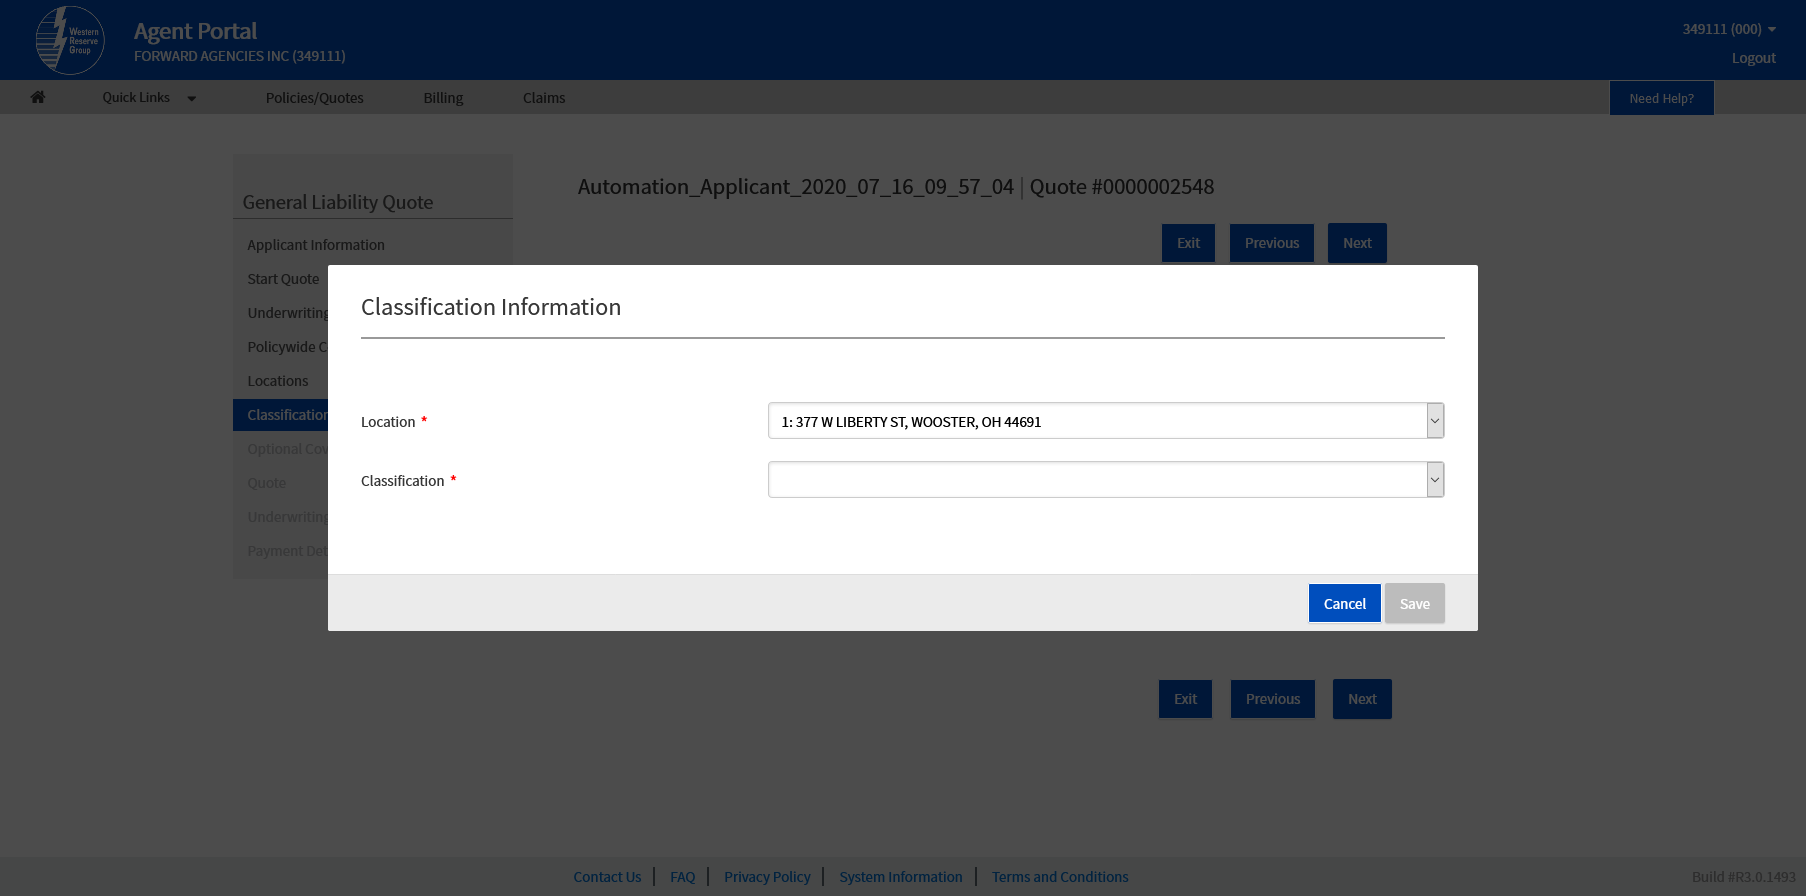 Western
Reserve
Group
Agent Portal
FORWARD AGENCIES INC (349111)
349111 (000)
Logout
Quick Links
Policies/Quotes
Billing
Claims
Need Help?
General Liability Quote
Automation_Applicant_2020_07_16_09_57_04 | Quote #0000002548
Applicant Information
Exit
Previous
Next
Start Quote
Underwriting
Policywide C
Locations
Classification
Optional Cov
Quote
Underwriting
Payment Det
Classification Information
Location *
1: 377 W LIBERTY ST, WOOSTER, OH 44691
Classification *
Cancel
Save
Exit
Previous
Next
Contact Us
FAQ
Privacy Policy
System Information
Terms and Conditions
Build #R3.0.1493